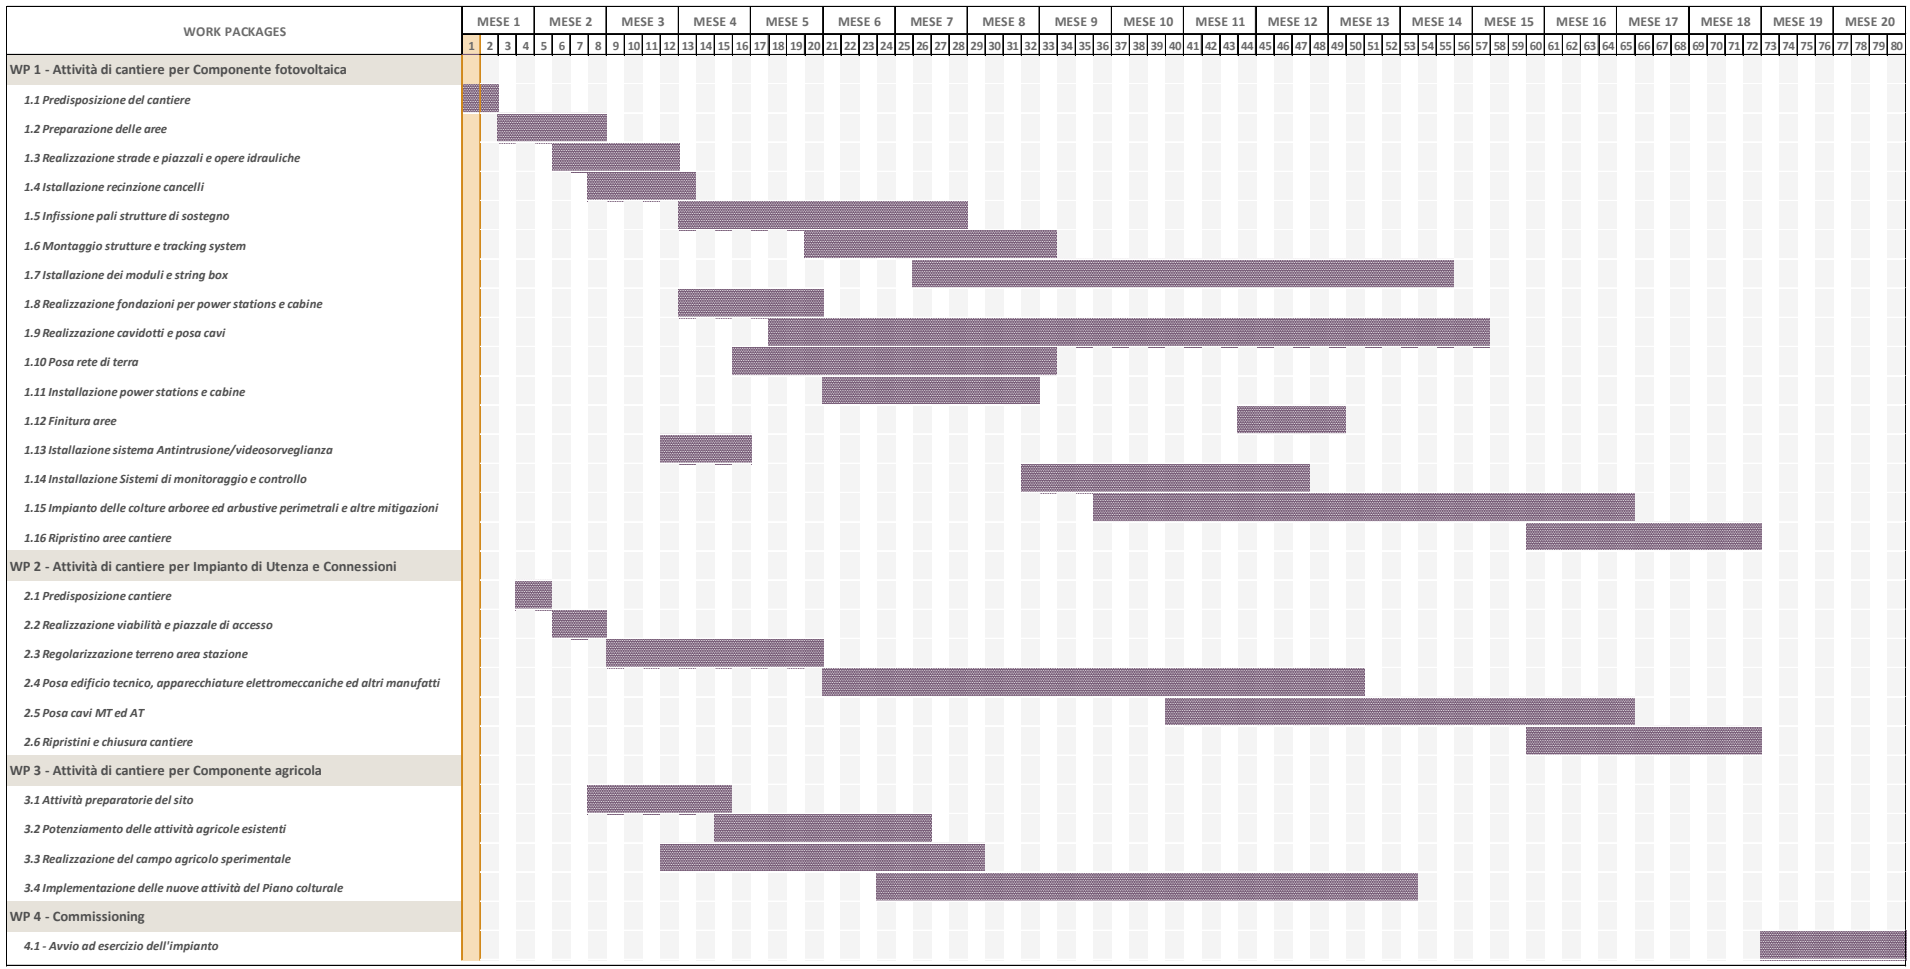 WORK PACKAGES
MESE 1 MESE 2 MESE 3 MESE 4 MESE 5 MESE 6 MESE 7 MESE 8 MESE 9 MESE 10 MESE 11 MESE 12 MESE 13 MESE 14 MESE 15 MESE 16 MESE 17 MESE 18 MESE 19 MESE 20
1 2 3 4 5 6 7 8 9 10 11 12 13 14 15 16 17 18 19 20 21 22 23 24 25 26 27 28 29 30 31 32 33 34 35 36 37 38 39 40 41 42 43 44 45 46 47 48 49 50 51 52 53 54 55 56 57 58 59 60 61 62 63 64 65 66 67 68 69 70 71 72 73 74 75 76 77 78 79 80
WP 1 - Attività di cantiere per Componente fotovoltaica
1.1 Predisposizione del cantiere
1.2 Preparazione delle aree
1.3 Realizzazione strade e piazzali e opere idrauliche
1.4 Istallazione recinzione cancelli
1.5 Infissione pali strutture di sostegno
1.6 Montaggio strutture e tracking system
1.7 Istallazione dei moduli e string box
1.8 Realizzazione fondazioni per power stations e cabine
1.9 Realizzazione cavidotti e posa cavi
1.10 Posa rete di terra
1.11 Installazione power stations e cabine
1.12 Finitura aree
1.13 Istallazione sistema Antintrusione/videosorveglianza
1.14 Installazione Sistemi di monitoraggio e controllo
1.15 Impianto delle colture arboree ed arbustive perimetrali e altre mitigazioni
1.16 Ripristino aree cantiere
WP 2 - Attività di cantiere per Impianto di Utenza e Connessioni
2.1 Predisposizione cantiere
2.2 Realizzazione viabilità e piazzale di accesso
2.3 Regolarizzazione terreno area stazione
2.4 Posa edificio tecnico, apparecchiature elettromeccaniche ed altri manufatti
2.5 Posa cavi MT ed AT
2.6 Ripristini e chiusura cantiere
WP 3 - Attività di cantiere per Componente agricola
3.1 Attività preparatorie del sito
3.2 Potenziamento delle attività agricole esistenti
3.3 Realizzazione del campo agricolo sperimentale
3.4 Implementazione delle nuove attività del Piano colturale
WP 4 - Commissioning
4.1 - Avvio ad esercizio dell'impianto